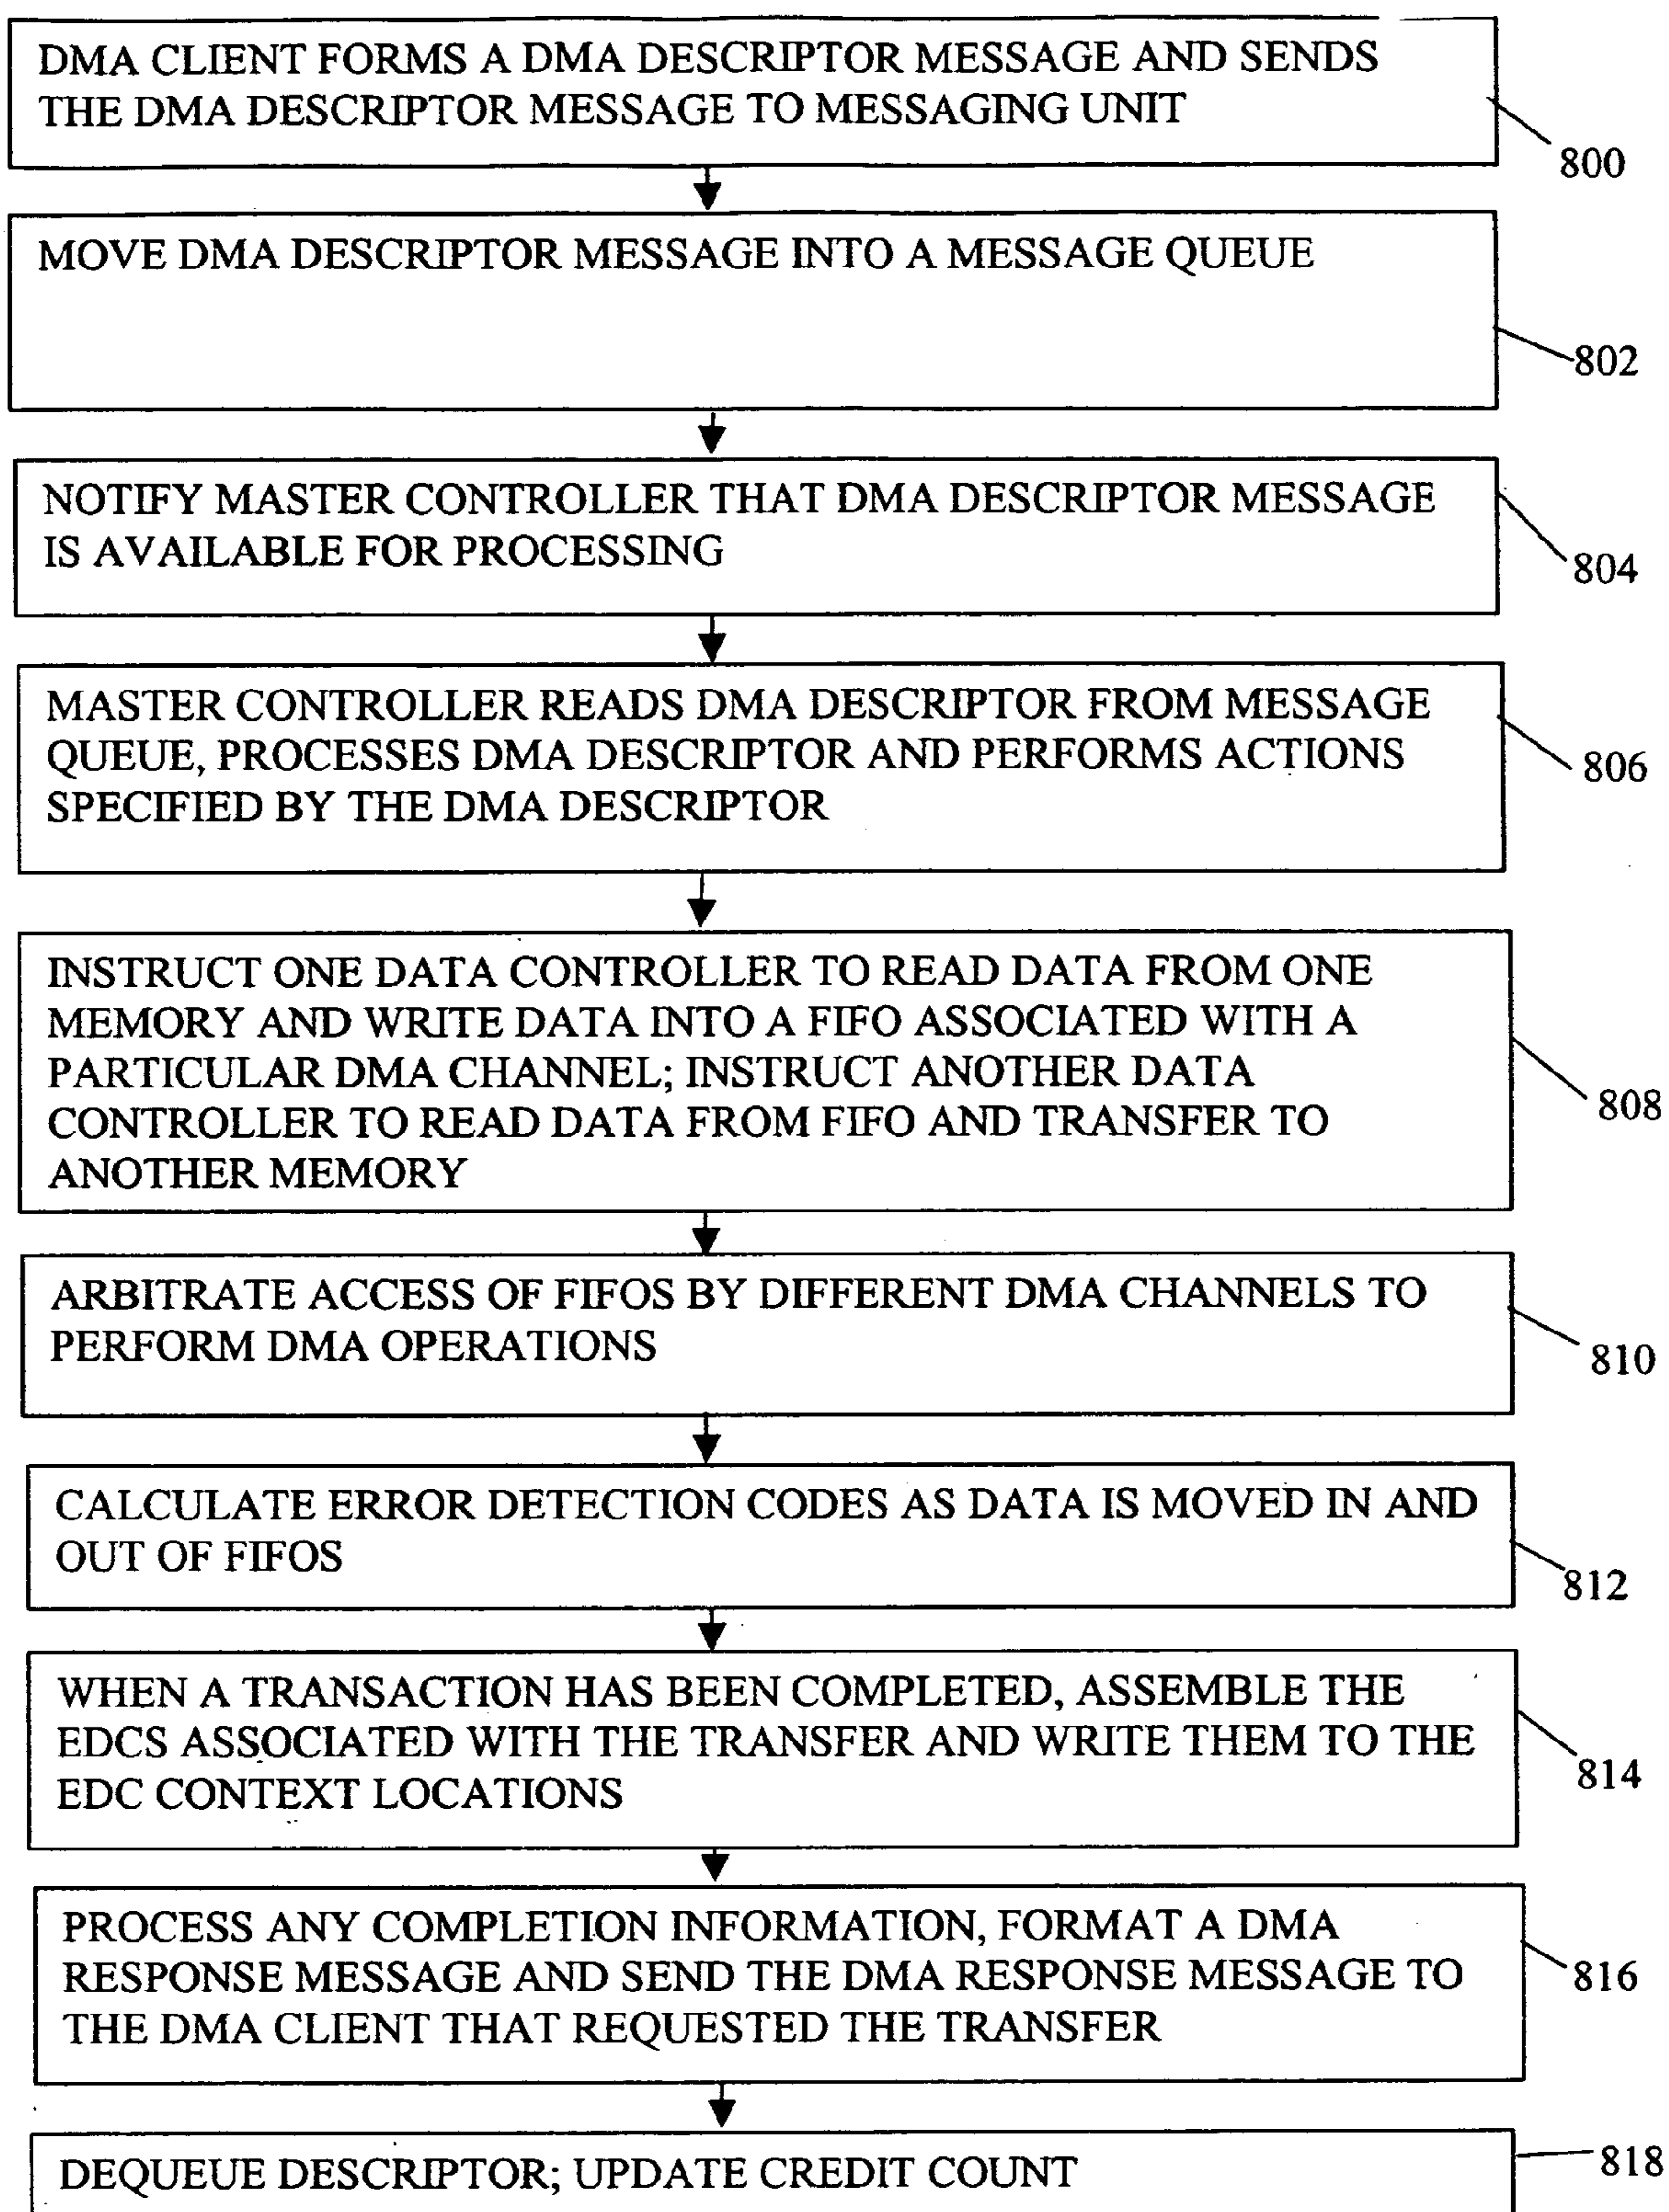 DMA CLIENT FORMS A DMA DESCRIPTOR MESSAGE AND SENDS
THE DMA DESCRIPTOR MESSAGE TO MESSAGING UNIT
800
MOVE DMA DESCRIPTOR MESSAGE INTO A MESSAGE QUEUE
802
NOTIFY MASTER CONTROLLER THAT DMA DESCRIPTOR MESSAGE
IS AVAILABLE FOR PROCESSING
804
MASTER CONTROLLER READS DMA DESCRIPTOR FROM MESSAGE
QUEUE, PROCESSES DMA DESCRIPTOR AND PERFORMS ACTIONS
SPECIFIED BY THE DMA DESCRIPTOR
806
INSTRUCT ONE DATA CONTROLLER TO READ DATA FROM ONE
MEMORY AND WRITE DATA INTO A FIFO ASSOCIATED WITH A
PARTICULAR DMA CHANNEL; INSTRUCT ANOTHER DATA
CONTROLLER TO READ DATA FROM FIFO AND TRANSFER TO
ANOTHER MEMORY
808
ARBITRATE ACCESS OF FIFOS BY DIFFERENT DMA CHANNELS TO
PERFORM DMA OPERATIONS
810
CALCULATE ERROR DETECTION CODES AS DATA IS MOVED IN AND
OUT OF FIFOS
812
WHEN A TRANSACTION HAS BEEN COMPLETED, ASSEMBLE THE
EDCS ASSOCIATED WITH THE TRANSFER AND WRITE THEM TO THE
EDC CONTEXT LOCATIONS
814
PROCESS ANY COMPLETION INFORMATION, FORMAT A DMA
RESPONSE MESSAGE AND SEND THE DMA RESPONSE MESSAGE TO
THE DMA CLIENT THAT REQUESTED THE TRANSFER
816
DEQUEUE DESCRIPTOR; UPDATE CREDIT COUNT
818